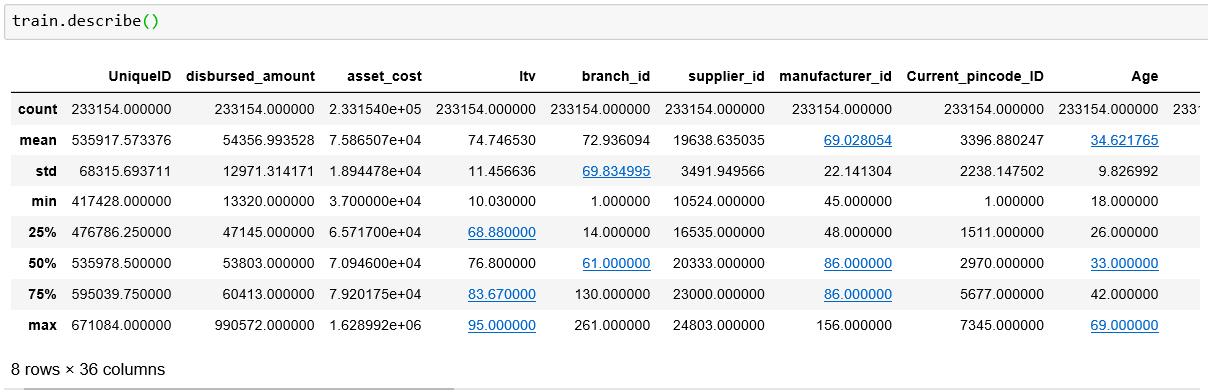 train.describe()
UniqueID disbursed_amount asset_cost ltv branch_id supplier_id manufacturer_id Current_pincode_ID Age
count 233154.000000 233154.000000 2.331540e+05 233154.000000 233154.000000 233154.000000 233154.000000 233154.000000 233154.000000 2331
mean 535917.573376 54356.993528 7.586507e+04 74.746530 72.936094 19638.635035 69.028054 3396.880247 34.621765
std 68315.693711 12971.314171 1.894478e+04 11.456636 69.834995 3491.949566 22.141304 2238.147502 9.826992
min 417428.000000 13320.000000 3.700000e+04 10.030000 1.000000 10524.000000 45.000000 1.000000 18.000000
25% 476786.250000 47145.000000 6.571700e+04 68.880000 14.000000 16535.000000 48.000000 1511.000000 26.000000
50% 535978.500000 53803.000000 7.094600e+04 76.800000 61.000000 20333.000000 86.000000 2970.000000 33.000000
75% 595039.750000 60413.000000 7.920175e+04 83.670000 130.000000 23000.000000 86.000000 5677.000000 42.000000
max 671084.000000 990572.000000 1.628992e+06 95.000000 261.000000 24803.000000 156.000000 7345.000000 69.000000
8 rows × 36 columns